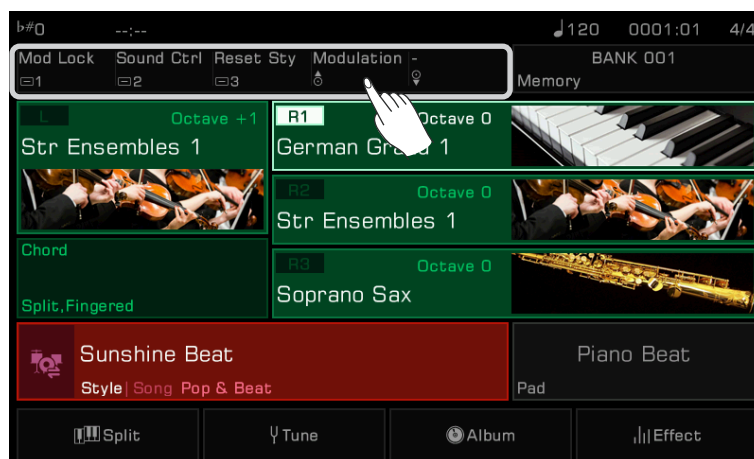 ♭#0 --:-- ♩120 0001:01 4/4
Mod Lock Sound Ctrl Reset Sty Modulation -
1 2 3
BANK 001
Memory
L Octave +1
Str Ensembles 1
R1 Octave 0
German Grand 1
R2 Octave 0
Str Ensembles 1
Chord
Split,Fingered
R3 Octave 0
Soprano Sax
Sunshine Beat
Style|Song Pop & Beat
Piano Beat
Pad
Split Tune Album Effect